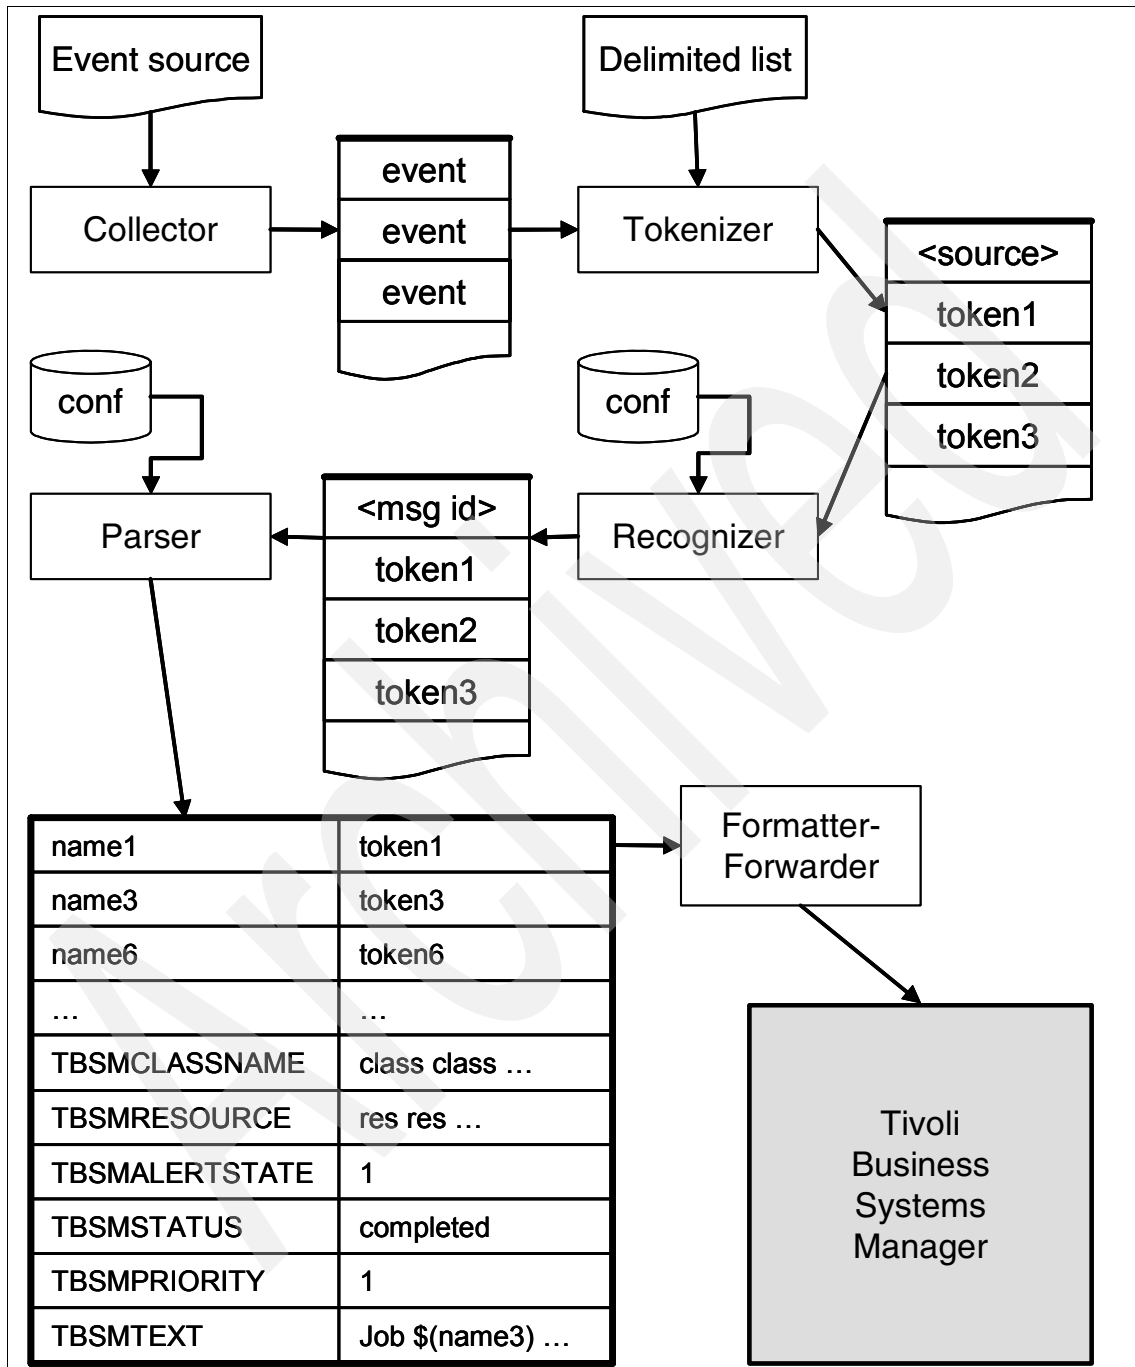 Event source
Delimited list
event
Collector
event
Tokenizer
event
<source>
token1
token2
token3
conf
conf
Parser
<msg id>
token1
token2
token3
Recognizer
name1 token1
name3 token3
name6 token6
… …
TBSMCLASSNAME class class …
TBSMRESOURCE res res …
TBSMALERTSTATE 1
TBSMSTATUS completed
TBSMPRIORITY 1
TBSMTEXT Job $(name3) …
Formatter-
Forwarder
Tivoli
Business
Systems
Manager
Archived